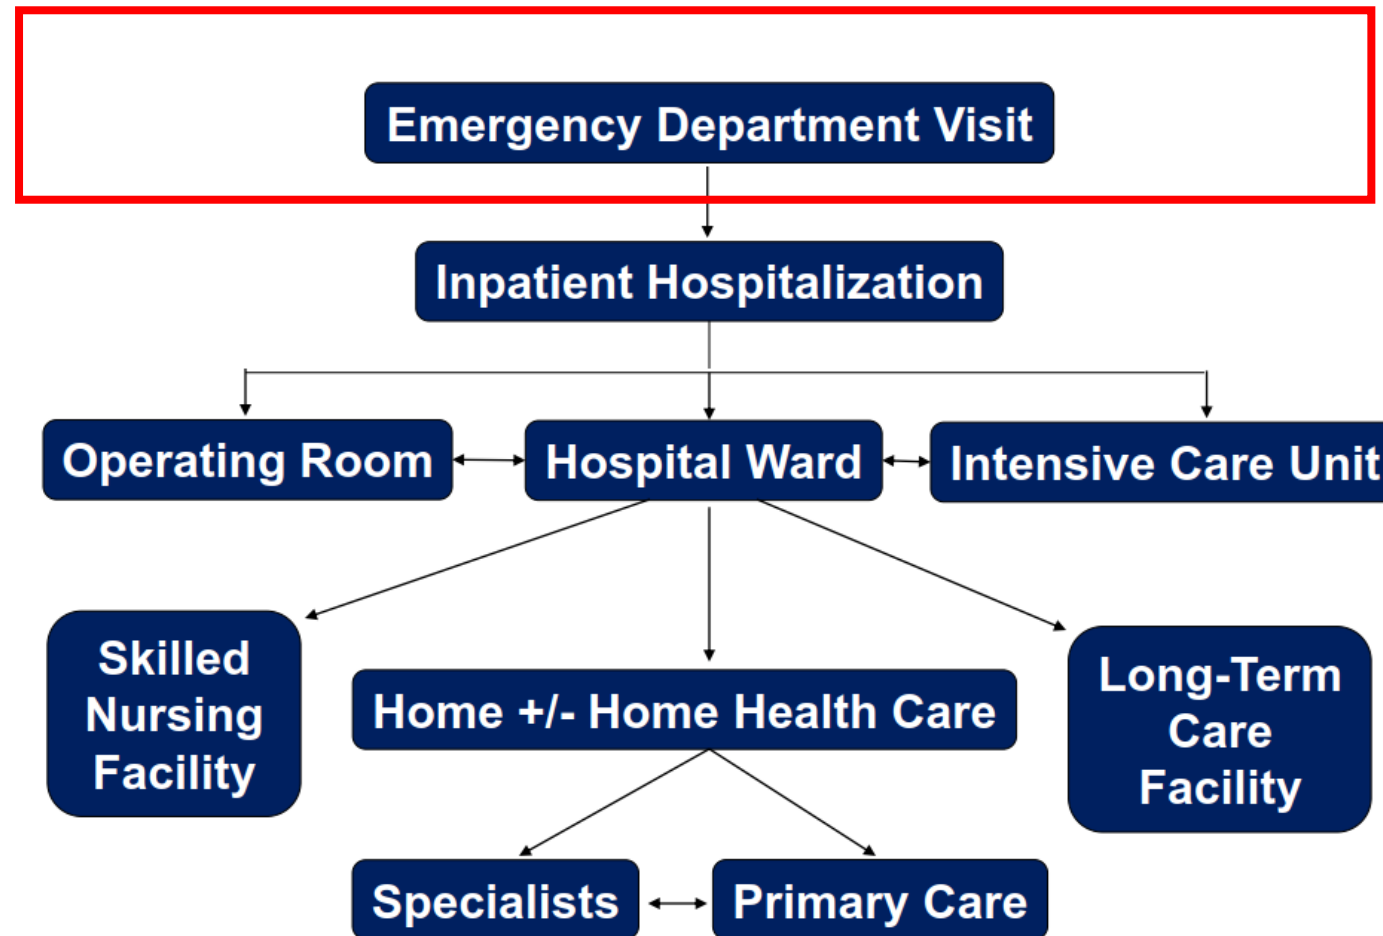 Emergency Department Visit
Inpatient Hospitalization
Operating Room
Hospital Ward
Intensive Care Unit
Skilled
Nursing
Facility
Home +/- Home Health Care
Long-Term
Care
Facility
Specialists
Primary Care